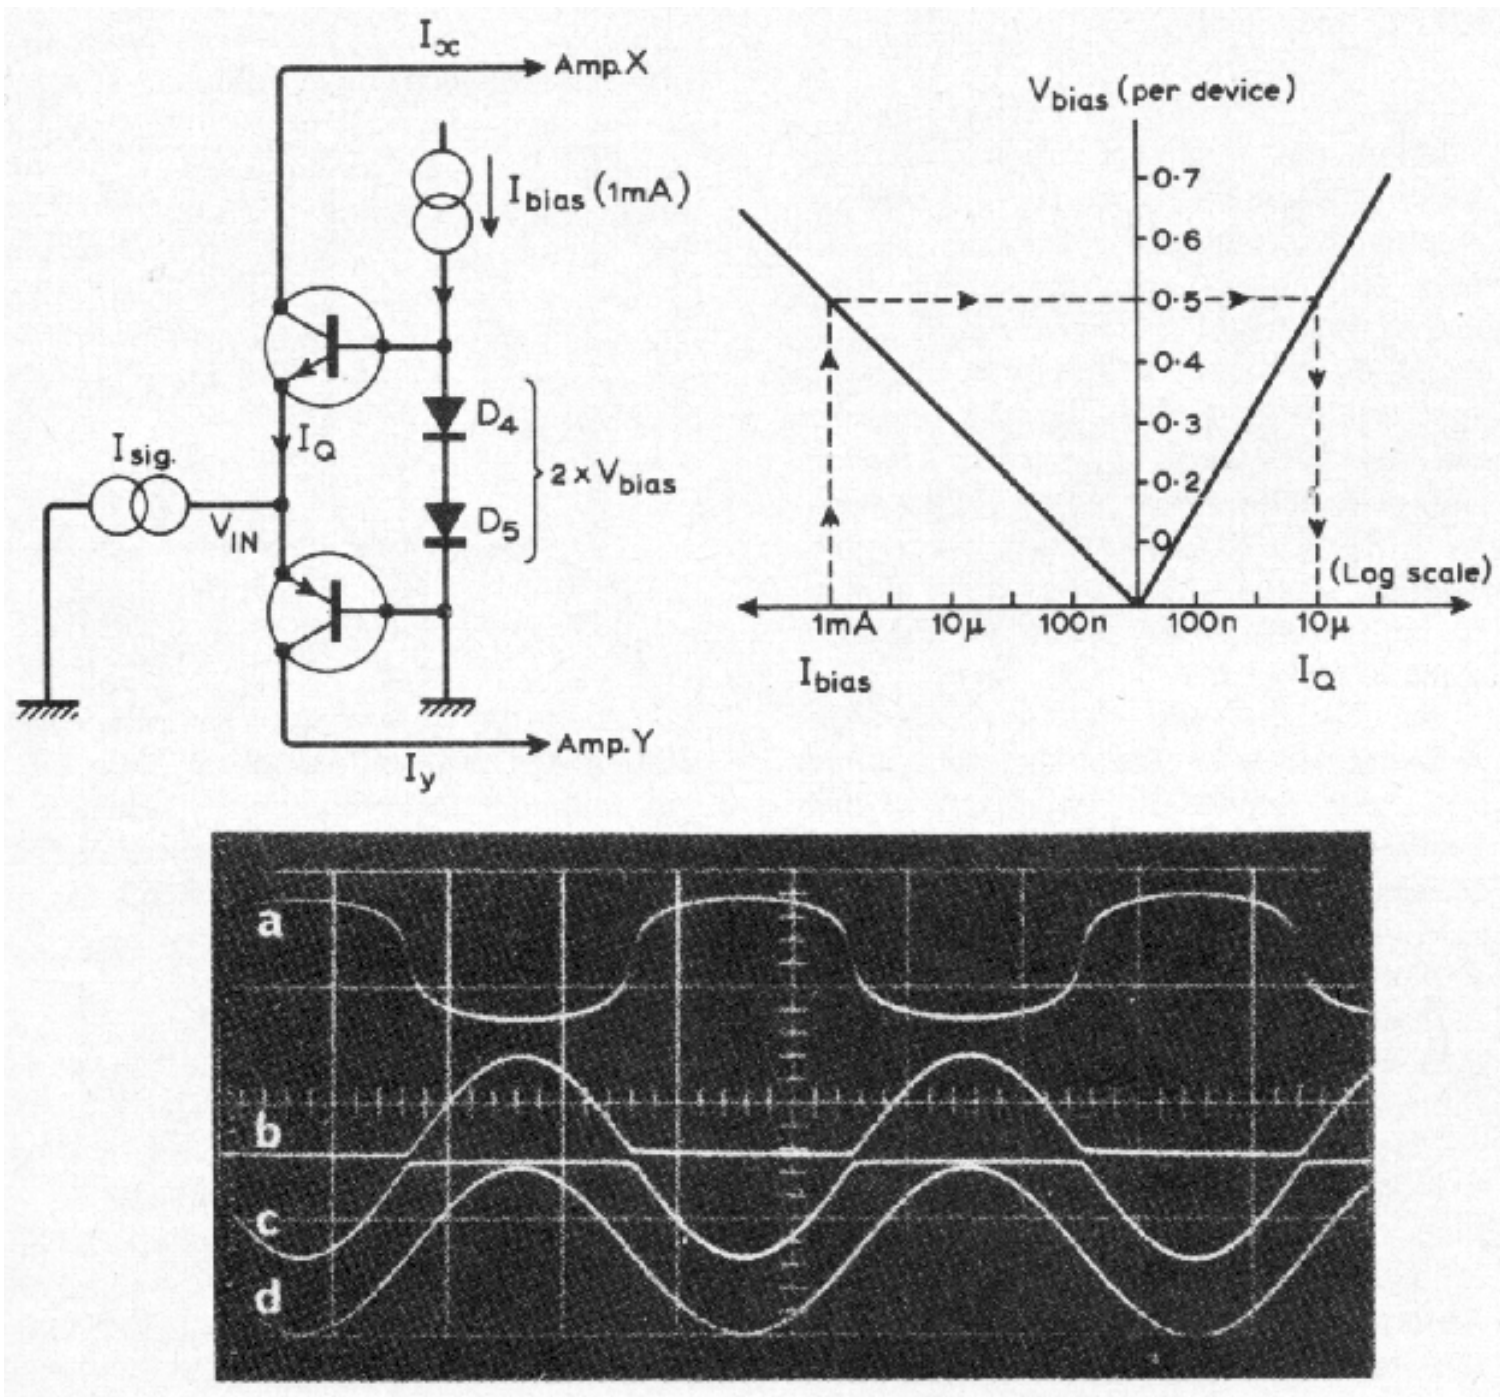 Ix
Amp. X
Ibias (1mA)
D4
IQ
Isig.
2 x Vbias
VIN
D5
Amp. Y
Iy
Vbias (per device)
0·7
0·6
0·5
0·4
0·3
0·2
0
(Log scale)
1mA 10μ 100n 100n 10μ
Ibias
IQ
a
b
c
d